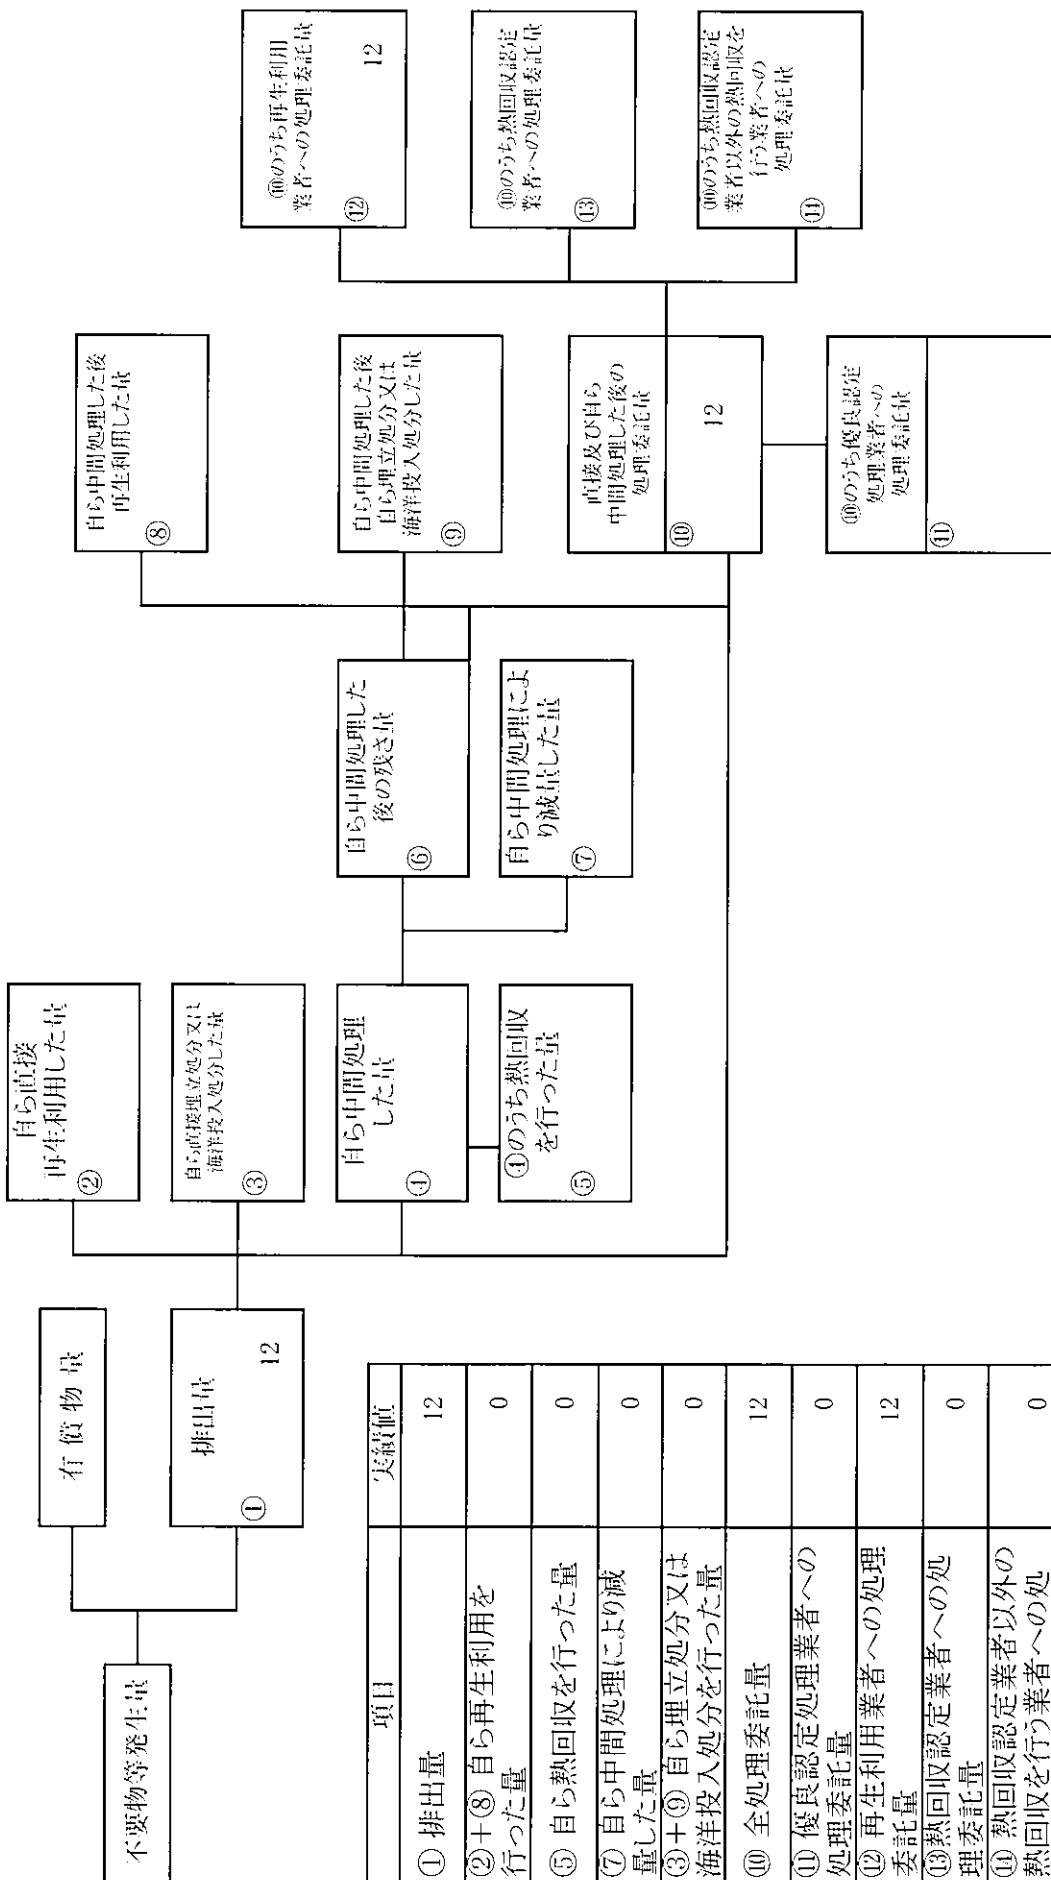 不要物等発生量
有償物量
排出量
①
12
自ら直接
再生利用した量
②
自ら直接埋立処分又は
海洋投入処分した量
③
自ら中間処理
した量
④
④のうち熱回収
を行った量
⑤
自ら中間処理した
後の残さ量
⑥
自ら中間処理によ
り減量した量
⑦
自ら中間処理した後
再生利用した量
⑧
自ら中間処理した後
自ら埋立処分又は
海洋投入処分した量
⑨
直接及び自ら
中間処理した後の
処理委託量
⑩
12
⑩のうち優良認定
処理業者への
処理委託量
⑪
⑩のうち再生利用
業者への処理委託量
⑫
12
⑩のうち熱回収認定
業者への処理委託量
⑬
⑩のうち熱回収認定
業者以外の熱回収を
行う業者への
処理委託量
⑭
項目 実績値
① 排出量 12
②+⑧ 自ら再生利用を
行った量 0
⑤ 自ら熱回収を行った量 0
⑦ 自ら中間処理により減
量した量 0
③+⑨ 自ら埋立処分又は
海洋投入処分を行った量 0
⑩ 全処理委託量 12
⑪ 優良認定処理業者への
処理委託量 0
⑫ 再生利用業者への処理
委託量 12
⑬熱回収認定業者への処
理委託量 0
⑭ 熱回収認定業者以外の
熱回収を行う業者への処 0